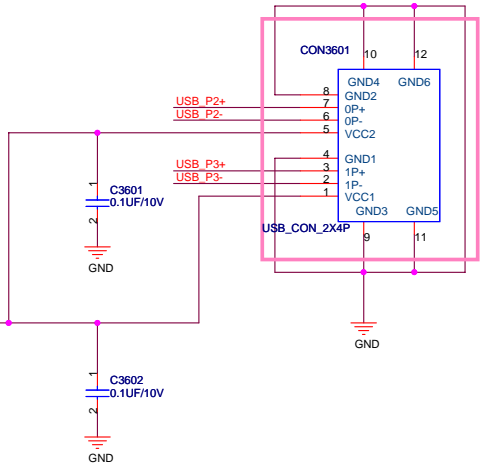 CON3601
10
12
GND4
GND6
8
GND2
USB_P2+
7
0P+
USB_P2-
6
0P-
5
VCC2
4
GND1
USB_P3+
3
1P+
USB_P3-
2
1P-
1
VCC1
GND3
GND5
USB_CON_2X4P
9
11
1
C3601
0.1UF/10V
2
GND
GND
1
C3602
0.1UF/10V
2
GND